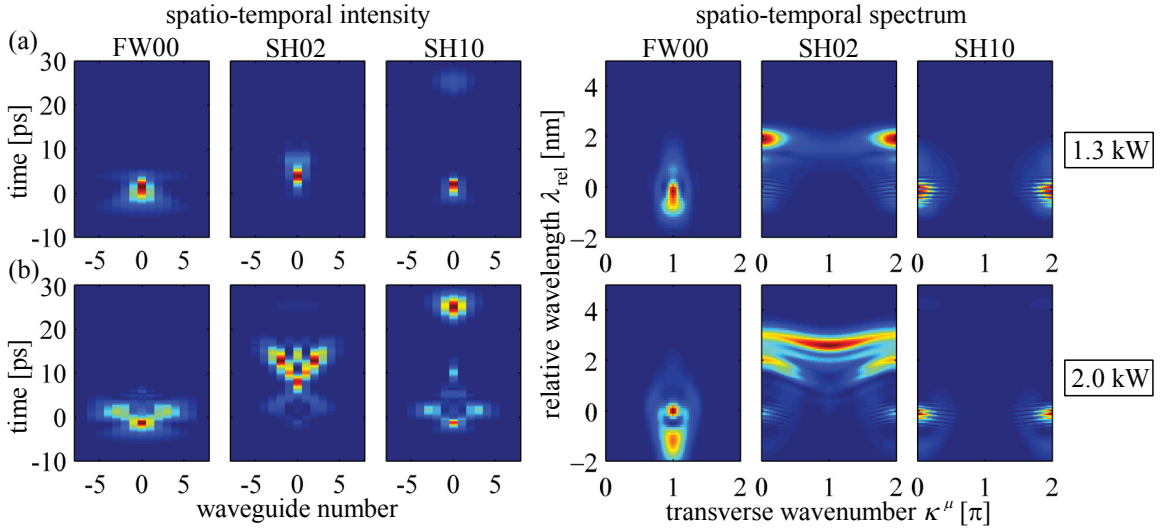 spatio-temporal intensity
spatio-temporal spectrum
(a) FW00 SH02 SH10 FW00 SH02 SH10
time [ps]
30
20
10
0
-10
-5 0 5 -5 0 5 -5 0 5
relative wavelength λrel [nm]
4
2
0
−2
0 1 2 0 1 2 0 1 2
1.3 kW
(b)
time [ps]
30
20
10
0
-10
-5 0 5 -5 0 5 -5 0 5
waveguide number
4
2
0
−2
0 1 2 0 1 2 0 1 2
transverse wavenumber κ^μ [π]
2.0 kW